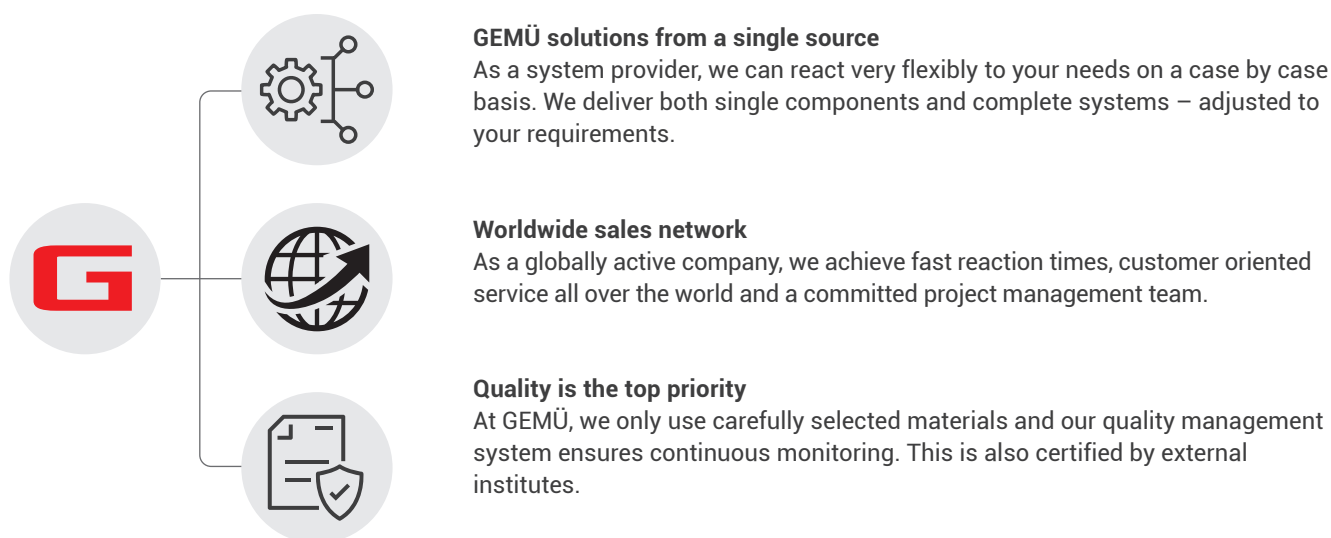 G
GEMÜ solutions from a single source
As a system provider, we can react very flexibly to your needs on a case by case
basis. We deliver both single components and complete systems – adjusted to
your requirements.
Worldwide sales network
As a globally active company, we achieve fast reaction times, customer oriented
service all over the world and a committed project management team.
Quality is the top priority
At GEMÜ, we only use carefully selected materials and our quality management
system ensures continuous monitoring. This is also certified by external
institutes.